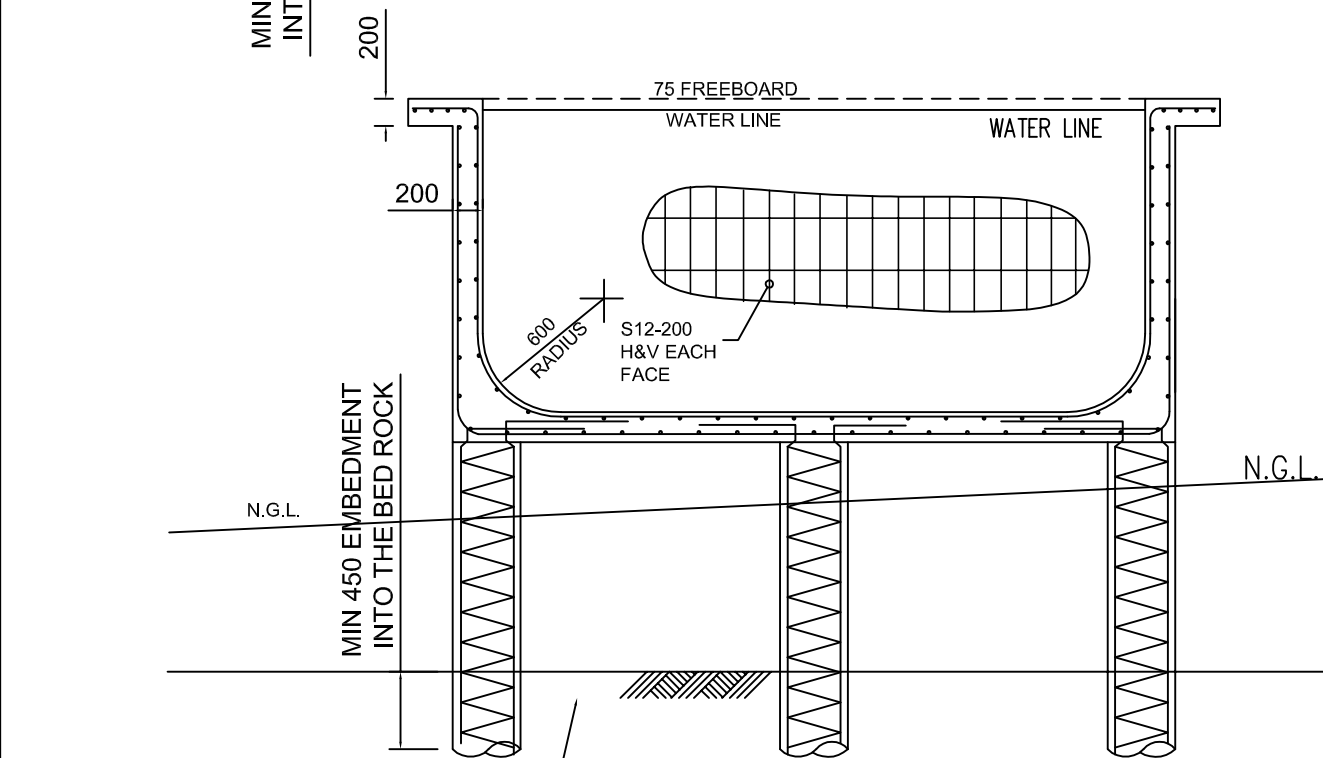 MIN
INT
200
75 FREEBOARD
WATER LINE
WATER LINE
200
600
RADIUS
S12-200
H&V EACH
FACE
MIN 450 EMBEDMENT
INTO THE BED ROCK
N.G.L.
N.G.L.